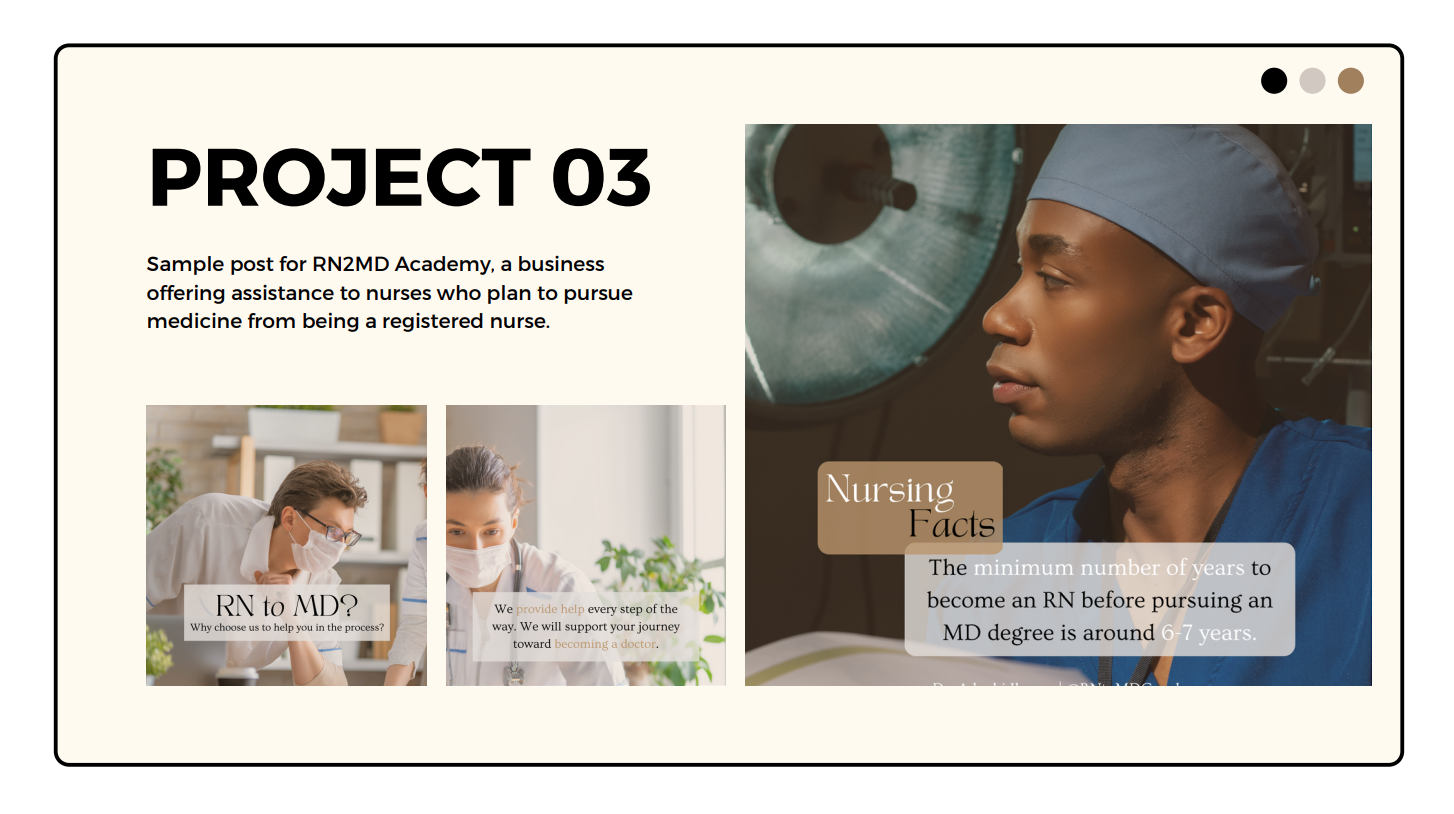 PROJECT 03
Sample post for RN2MD Academy, a business
offering assistance to nurses who plan to pursue
medicine from being a registered nurse.
RN to MD?
Why choose us to help you in the process?
We provide help every step of the
way. We will support your journey
toward becoming a doctor.
Nursing
Facts
The minimum number of years to
become an RN before pursuing an
MD degree is around 6-7 years.